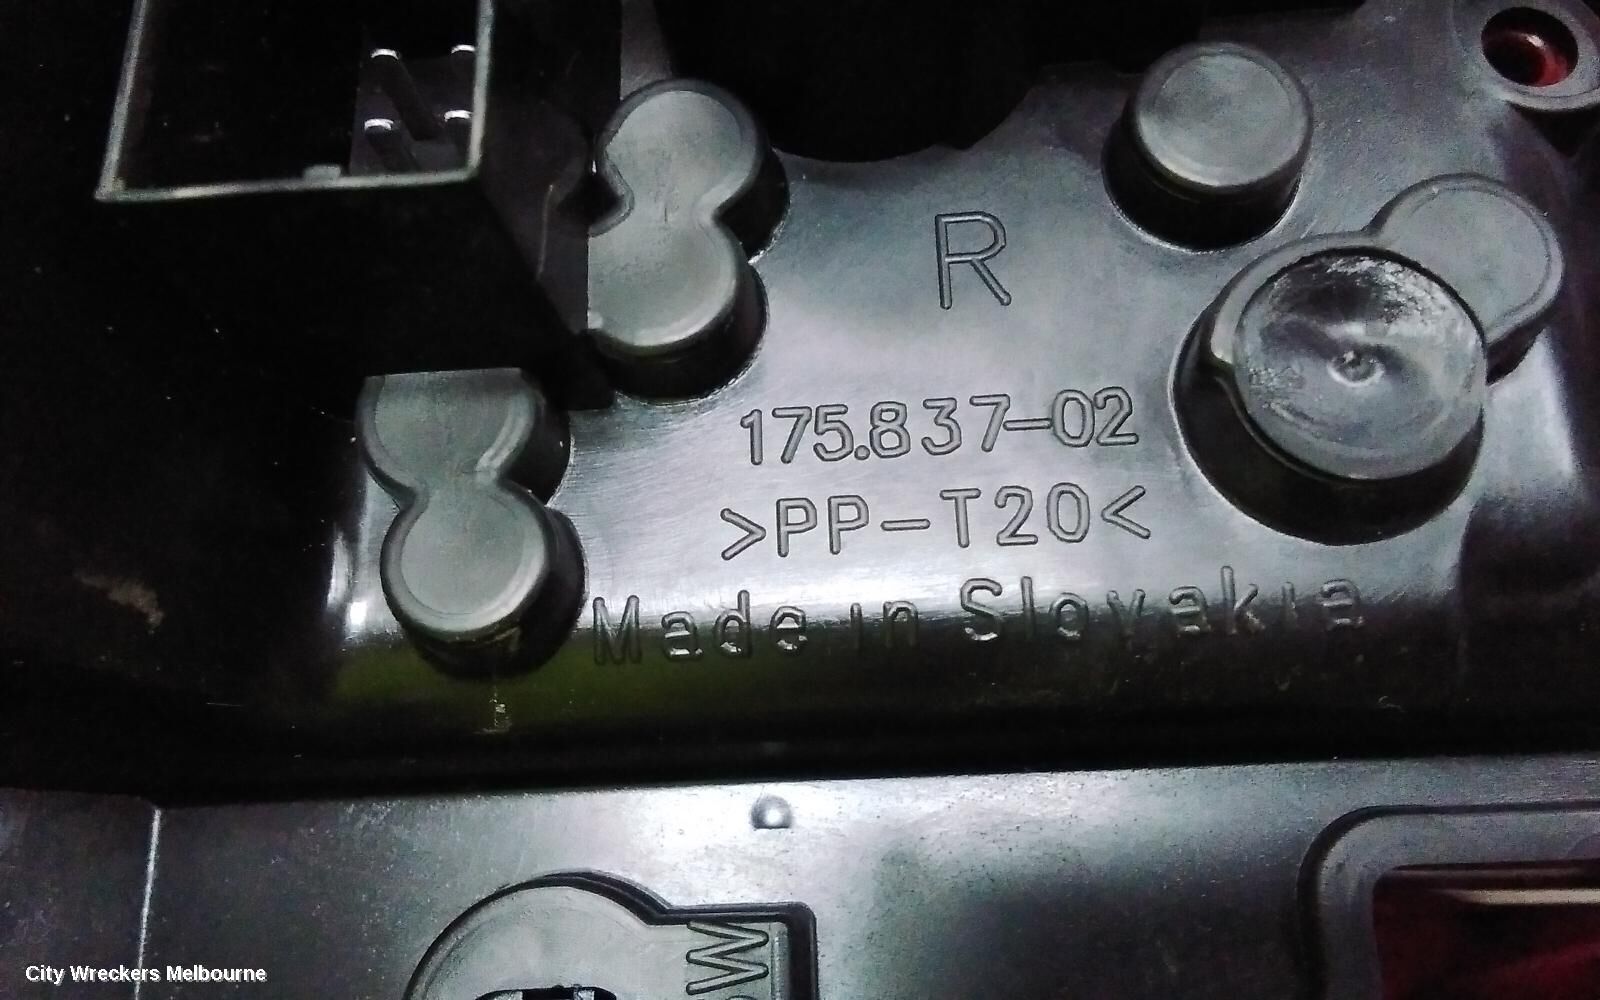 R
175.837-02
>PP-T20<
Made in Slovakia
W
City Wreckers Melbourne